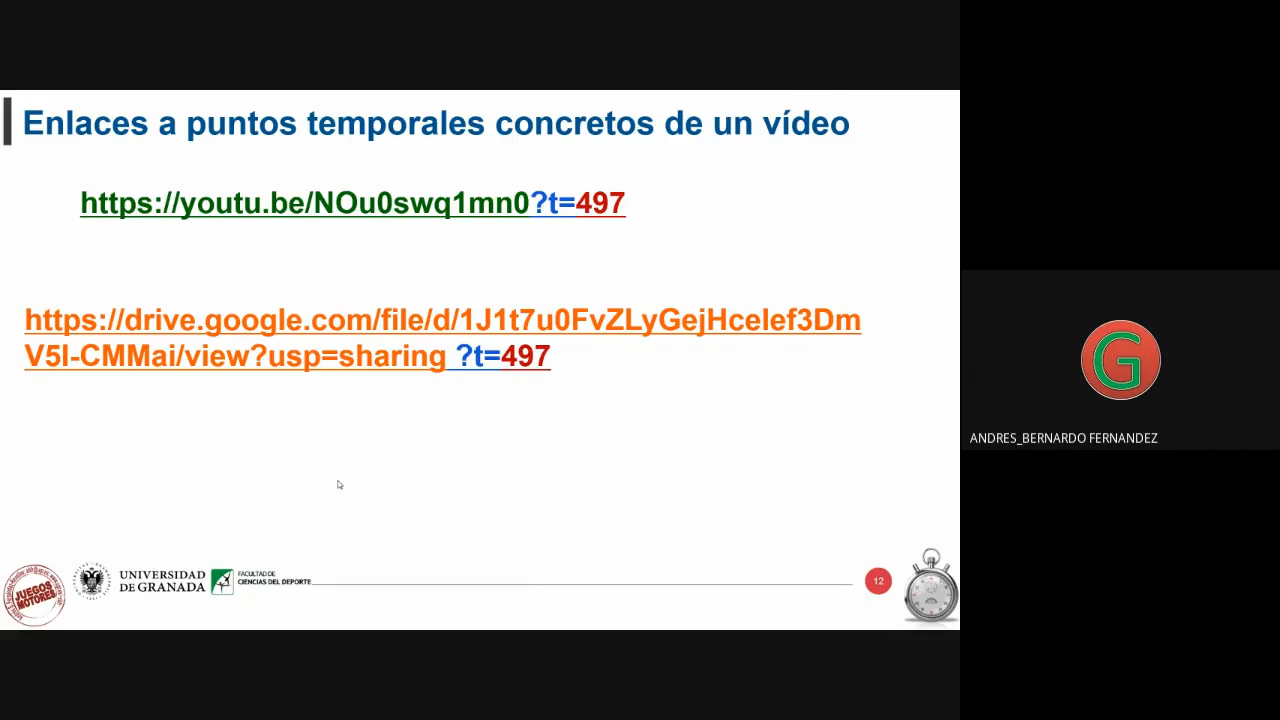 Enlaces a puntos temporales concretos de un vídeo
https://youtu.be/NOu0swq1mn0?t=497
https://drive.google.com/file/d/1J1t7u0FvZLyGejHcelef3Dm
V5l-CMMai/view?usp=sharing ?t=497
G
ANDRES_BERNARDO FERNANDEZ
JUEGOS
MOTORES
UNIVERSIDAD
DE GRANADA
FACULTAD DE
CIENCIAS DEL DEPORTE
12